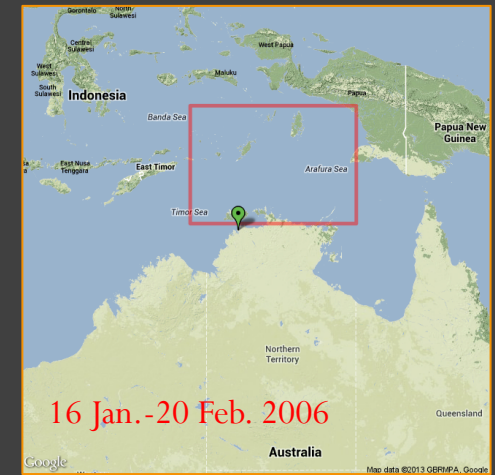 Gorontalo
North Sulawesi
Central Sulawesi
West Papua
West Sulawesi
Maluku
South Sulawesi
Indonesia
Papua
Banda Sea
Papua New Guinea
East Nusa Tenggara
East Timor
Arafura Sea
Timor Sea
Northern Territory
16 Jan.-20 Feb. 2006
Queensland
Australia
Google
Map data ©2013 GBRMPA, Google